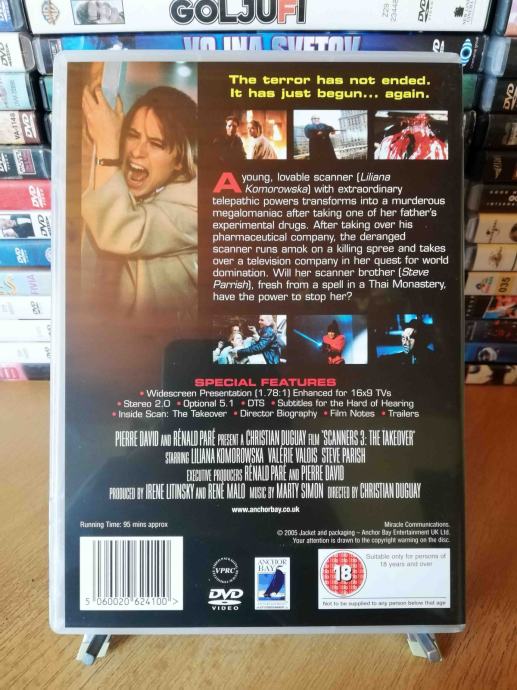 GOLJUFI
VOJNA SVETOV
The terror has not ended.
It has just begun... again.
A young, lovable scanner (Liliana
Komorowska) with extraordinary
telepathic powers transforms into a murderous
megalomaniac after taking one of her father's
experimental drugs. After taking over his
pharmaceutical company, the deranged
scanner runs amok on a killing spree and takes
over a television company in her quest for world
domination. Will her scanner brother (Steve
Parrish), fresh from a spell in a Thai Monastery,
have the power to stop her?
SPECIAL FEATURES
• Widescreen Presentation (1.78:1) Enhanced for 16x9 TVs
• Stereo 2.0 • Optional 5.1 • DTS • Subtitles for the Hard of Hearing
• Inside Scan: The Takeover • Director Biography • Film Notes • Trailers
PIERRE DAVID AND RÉNALD PARÉ PRESENT A CHRISTIAN DUGUAY FILM 'SCANNERS 3: THE TAKEOVER'
STARRING LILIANA KOMOROWSKA VALÉRIE VALOIS STEVE PARISH
EXECUTIVE PRODUCERS RÉNALD PARÉ AND PIERRE DAVID
PRODUCED BY IRENE LITINSKY AND RENÉ MALO MUSIC BY MARTY SIMON DIRECTED BY CHRISTIAN DUGUAY
www.anchorbay.co.uk
Running Time: 95 mins approx
Miracle Communications.
© 2005 Jacket and packaging – Anchor Bay Entertainment UK Ltd.
Your attention is drawn to the copyright warning on the disc.
5 060020 624100 >
VPRC
DVD
VIDEO
ANCHOR
BAY
18
Suitable only for persons of
18 years and over
Not to be supplied to any person below that age